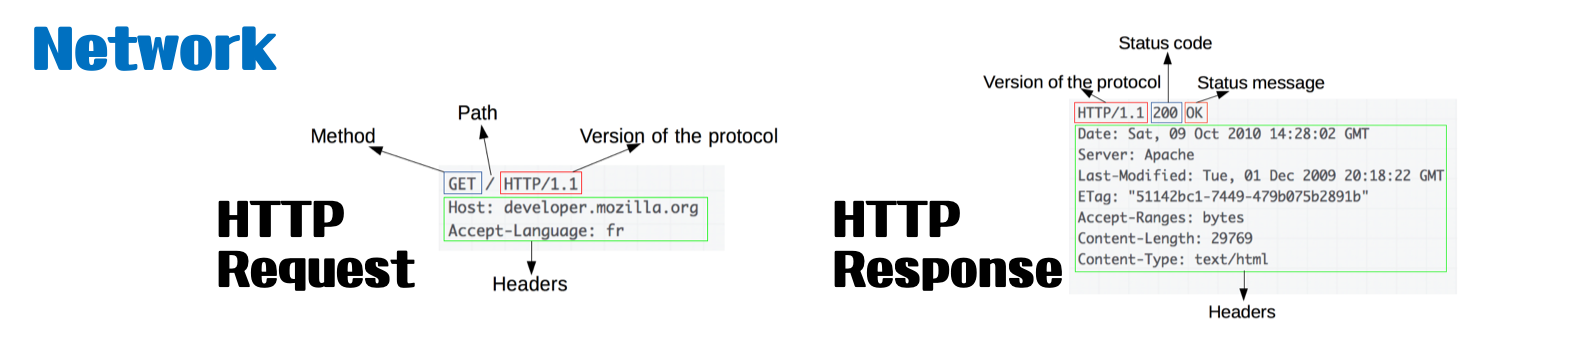 Network
Method
Path
Version of the protocol
GET / HTTP/1.1
Host: developer.mozilla.org
Accept-Language: fr
Headers
HTTP
Request
Status code
Version of the protocol
Status message
HTTP/1.1 200 OK
Date: Sat, 09 Oct 2010 14:28:02 GMT
Server: Apache
Last-Modified: Tue, 01 Dec 2009 20:18:22 GMT
ETag: "51142bc1-7449-479b075b2891b"
Accept-Ranges: bytes
Content-Length: 29769
Content-Type: text/html
Headers
HTTP
Response